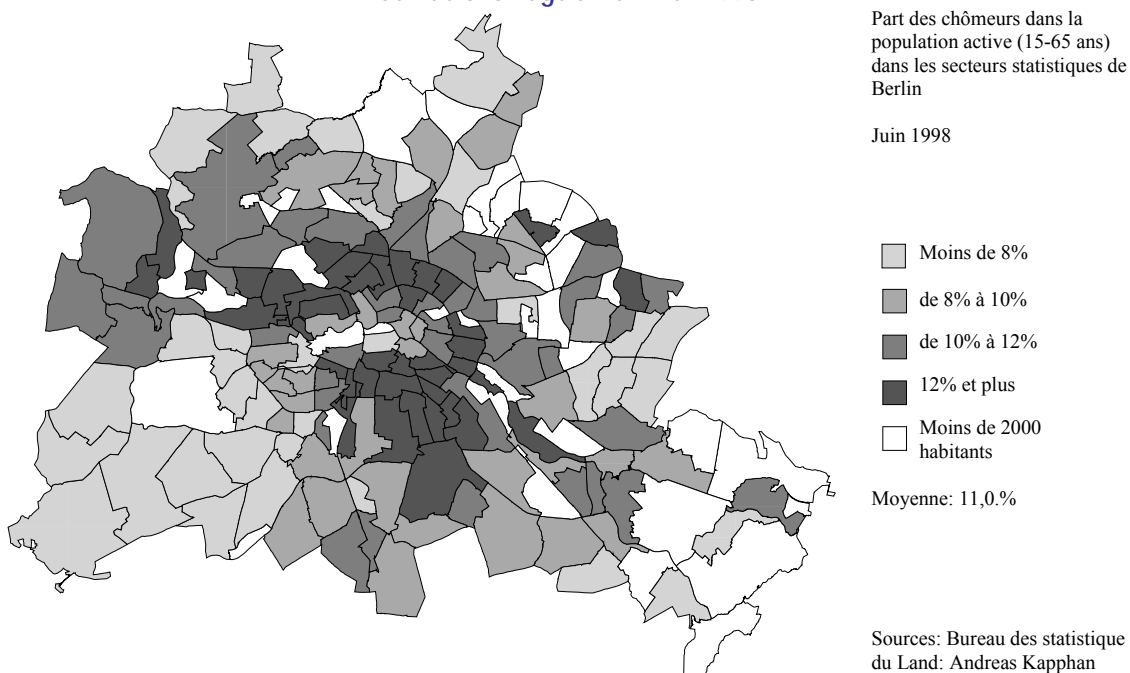 Part des chômeurs dans la
population active (15-65 ans)
dans les secteurs statistiques de
Berlin
Juin 1998
Moins de 8%
de 8% à 10%
de 10% à 12%
12% et plus
Moins de 2000
habitants
Moyenne: 11,0.%
Sources: Bureau des statistique
du Land: Andreas Kapphan